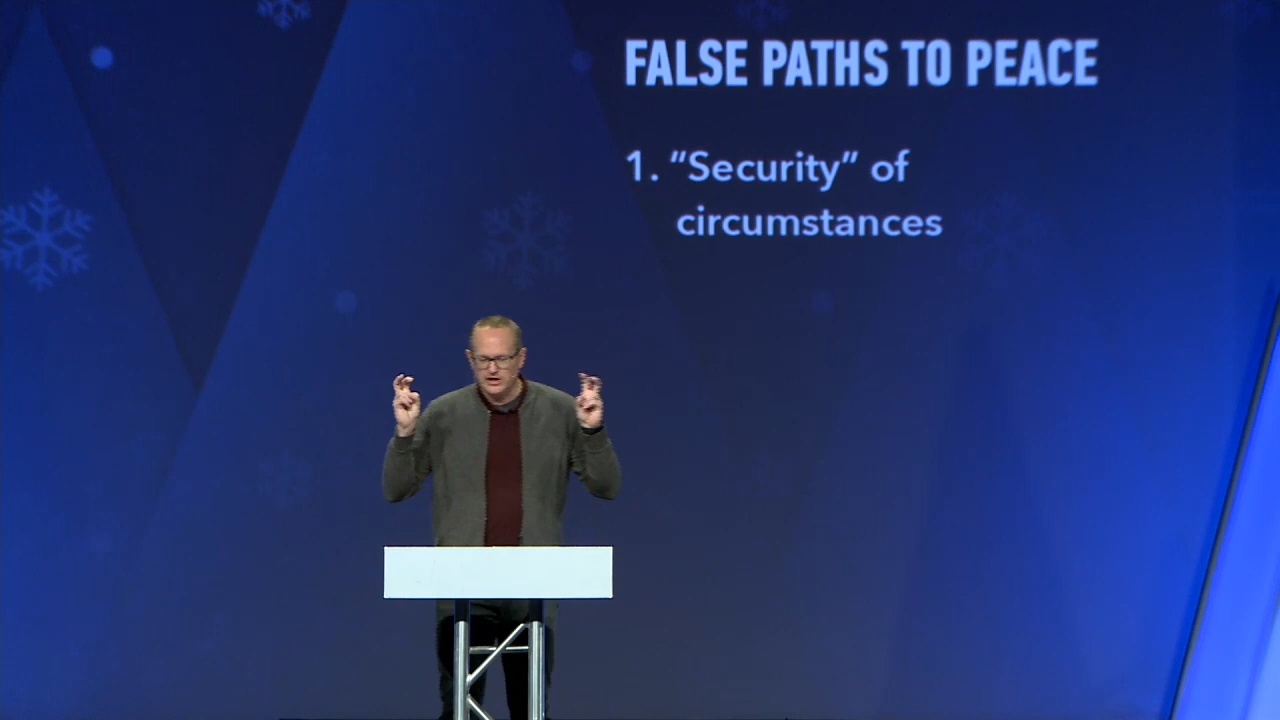 FALSE PATHS TO PEACE
1. “Security” of
circumstances